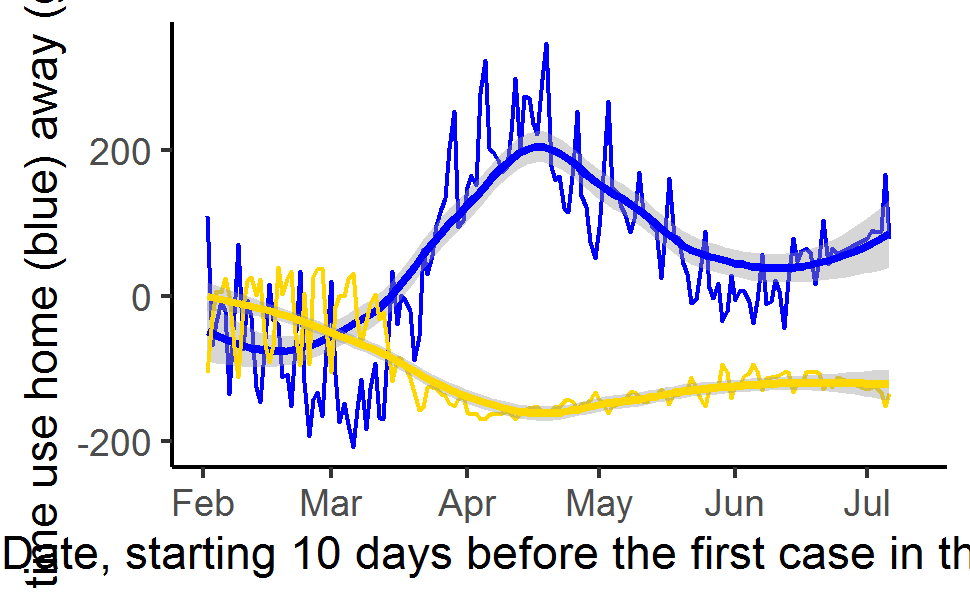 time use home (blue) away (
200
0
-200
Feb Mar Apr May Jun Jul
Date, starting 10 days before the first case in th